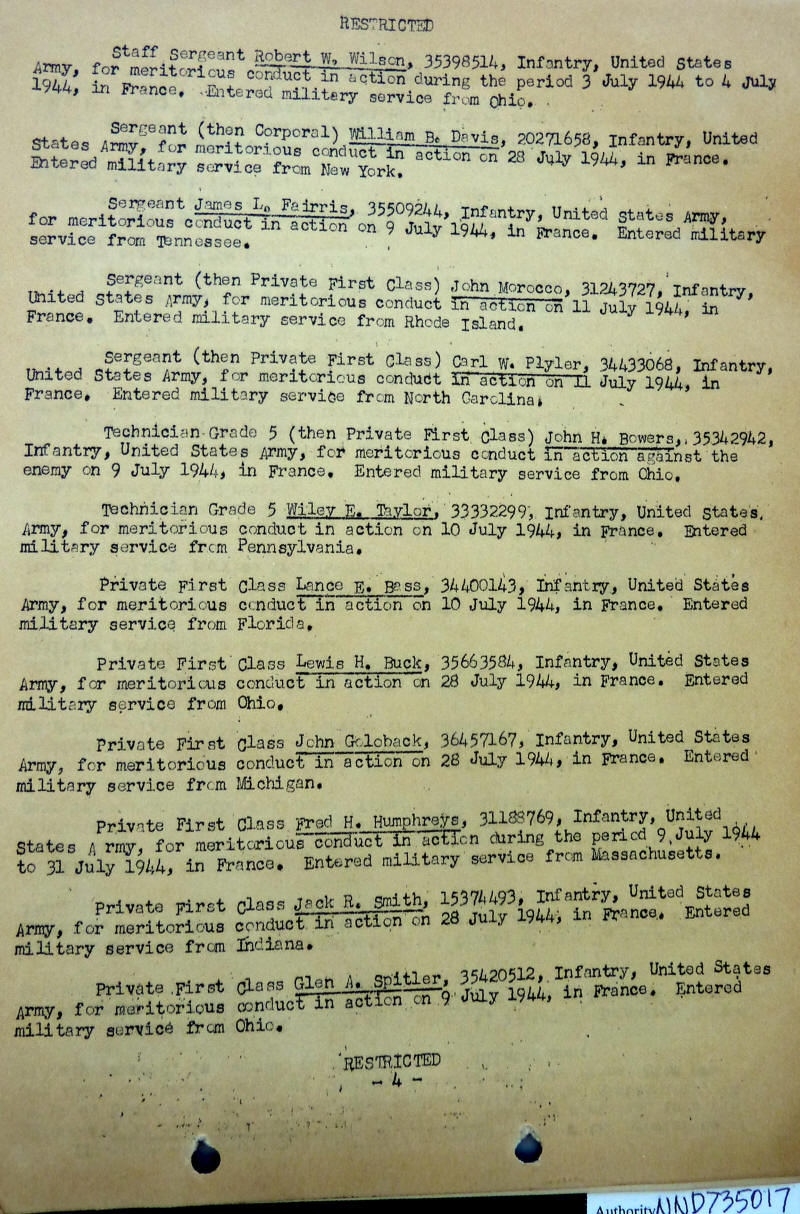 RESTRICTED
Staff Sergeant Robert W. Wilson, 35398514, Infantry, United States
Army, for meritorious conduct in action during the period 3 July 1944 to 4 July
1944, in France. Entered military service from Ohio.
Sergeant (then Corporal) William B. Davis, 20271658, Infantry, United
States Army, for meritorious conduct in action on 28 July 1944, in France.
Entered military service from New York.
Sergeant James L. Fairris, 35509244, Infantry, United States Army,
for meritorious conduct in action on 9 July 1944, in France. Entered military
service from Tennessee.
Sergeant (then Private First Class) John Morocco, 31243727, Infantry,
United States Army, for meritorious conduct in action on 11 July 1944, in
France. Entered military service from Rhode Island.
Sergeant (then Private First Class) Carl W. Plyler, 34433068, Infantry,
United States Army, for meritorious conduct in action on 11 July 1944, in
France. Entered military service from North Carolina.
Technician Grade 5 (then Private First Class) John H. Bowers, 35342942,
Infantry, United States Army, for meritorious conduct in action against the
enemy on 9 July 1944, in France. Entered military service from Ohio.
Technician Grade 5 Wiley E. Taylor, 33332299, Infantry, United States
Army, for meritorious conduct in action on 10 July 1944, in France. Entered
military service from Pennsylvania.
Private First Class Lance E. Bass, 34400143, Infantry, United States
Army, for meritorious conduct in action on 10 July 1944, in France. Entered
military service from Florida.
Private First Class Lewis H. Buck, 35663584, Infantry, United States
Army, for meritorious conduct in action on 28 July 1944, in France. Entered
military service from Ohio.
Private First Class John Goloback, 36457167, Infantry, United States
Army, for meritorious conduct in action on 28 July 1944, in France. Entered
military service from Michigan.
Private First Class Fred H. Humphreys, 31188769, Infantry, United
States A rmy, for meritorious conduct in action during the period 9 July 1944
to 31 July 1944, in France. Entered military service from Massachusetts.
Private First Class Jack R. Smith, 15374493, Infantry, United States
Army, for meritorious conduct in action on 28 July 1944, in France. Entered
military service from Indiana.
Private First Class Glen A. Spitler, 35420512, Infantry, United States
Army, for meritorious conduct in action on 9 July 1944, in France. Entered
military service from Ohio.
RESTRICTED
- 4 -
Authority NND735017